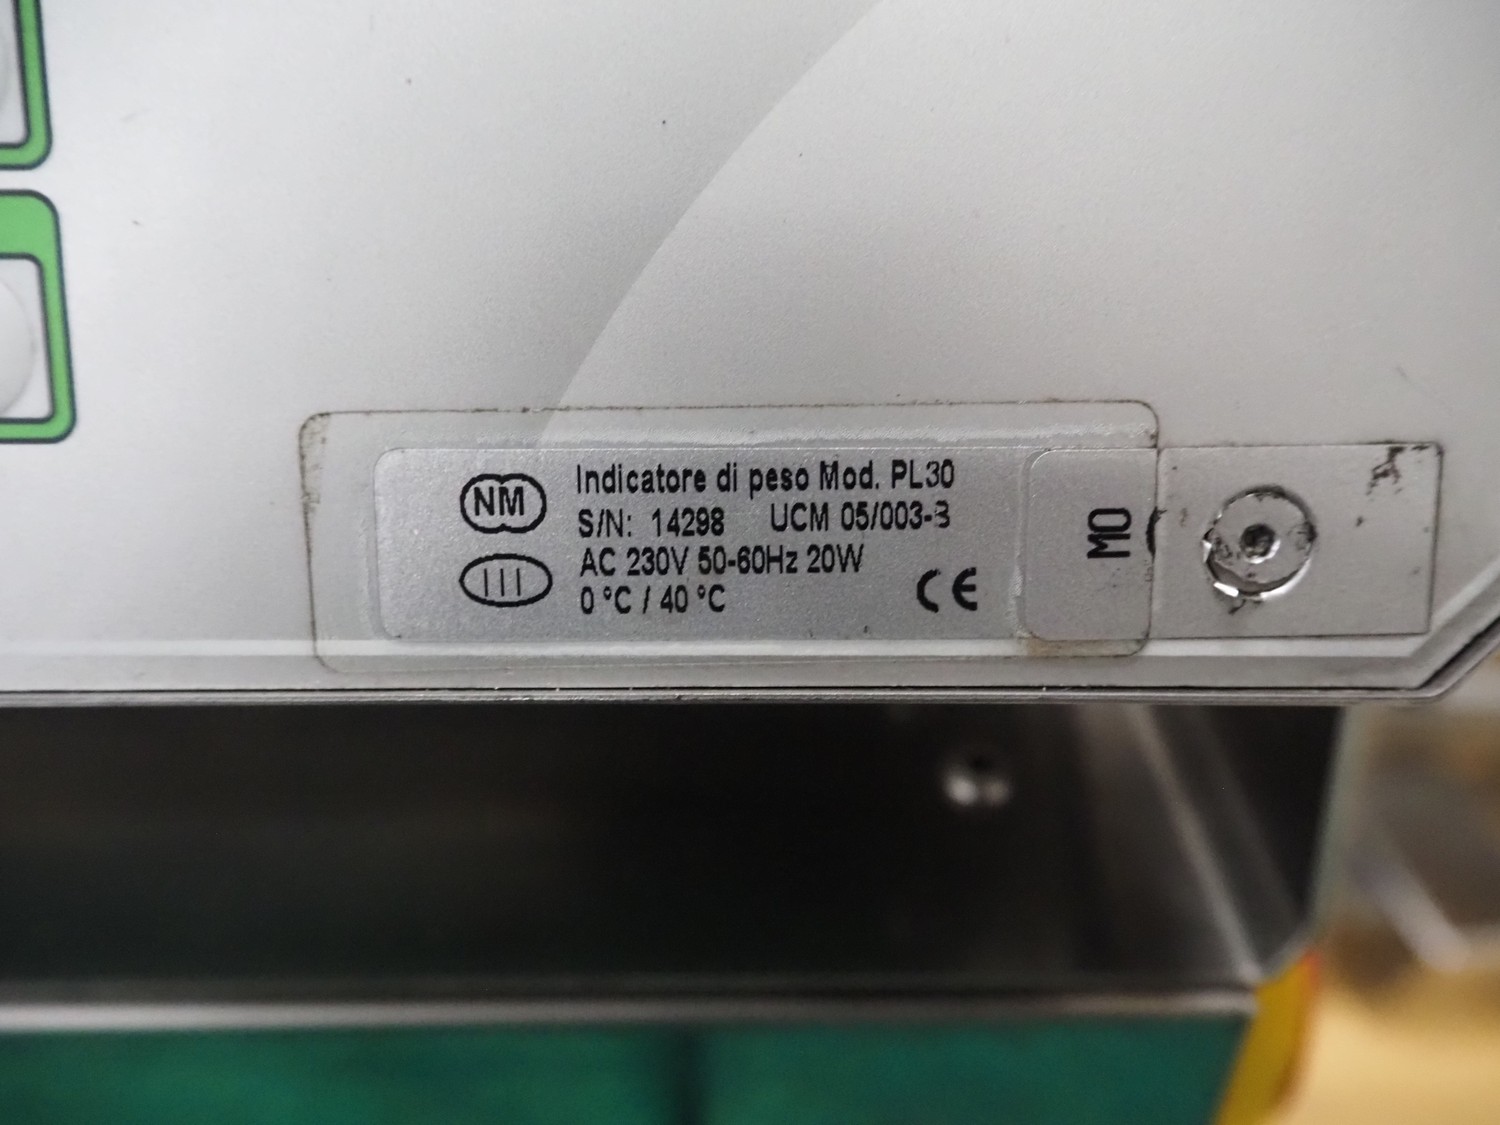 NM
Indicatore di peso Mod. PL30
S/N: 14298 UCM 05/003-B
III
AC 230V 50-60Hz 20W
0 °C / 40 °C
CE
MO